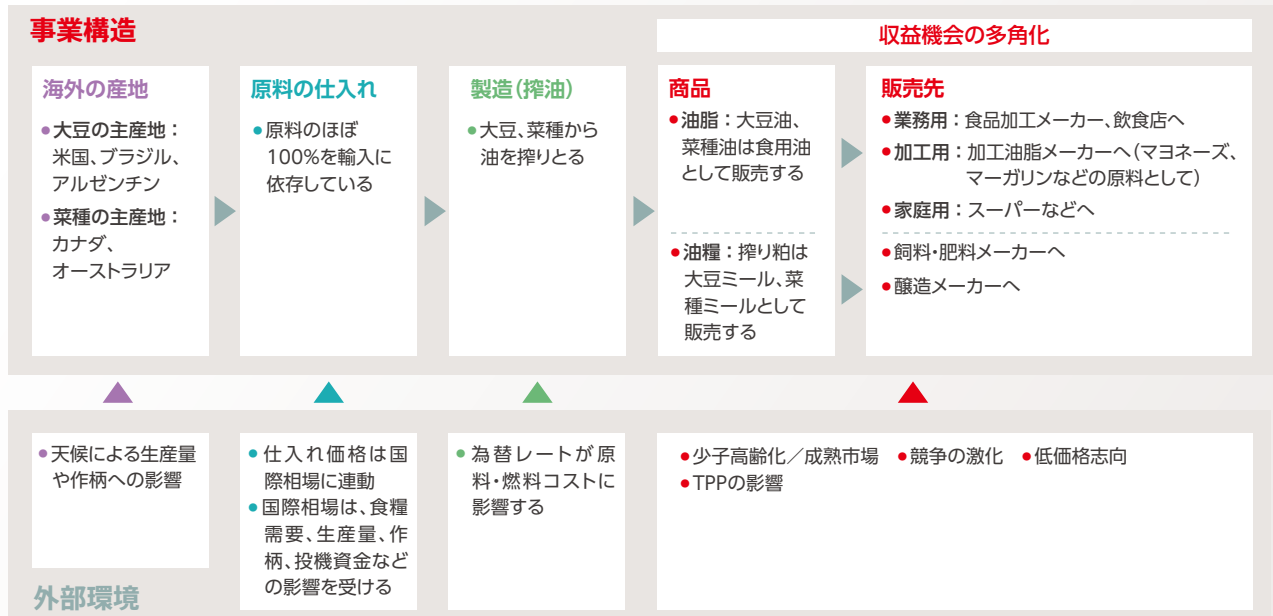 事業構造
収益機会の多角化
海外の産地
●大豆の主産地：
米国、ブラジル、
アルゼンチン
●菜種の主産地：
カナダ、
オーストラリア
原料の仕入れ
●原料のほぼ
100%を輸入に
依存している
製造（搾油）
●大豆、菜種から
油を搾りとる
商品
●油脂：大豆油、
菜種油は食用油
として販売する
●油糧：搾り粕は
大豆ミール、菜
種ミールとして
販売する
販売先
●業務用：食品加工メーカー、飲食店へ
●加工用：加工油脂メーカーへ（マヨネーズ、
マーガリンなどの原料として）
●家庭用：スーパーなどへ
●飼料・肥料メーカーへ
●醸造メーカーへ
●天候による生産量
や作柄への影響
●仕入れ価格は国
際相場に連動
●国際相場は、食糧
需要、生産量、作
柄、投機資金など
の影響を受ける
●為替レートが原
料・燃料コストに
影響する
●少子高齢化／成熟市場 ●競争の激化 ●低価格志向
●TPPの影響
外部環境